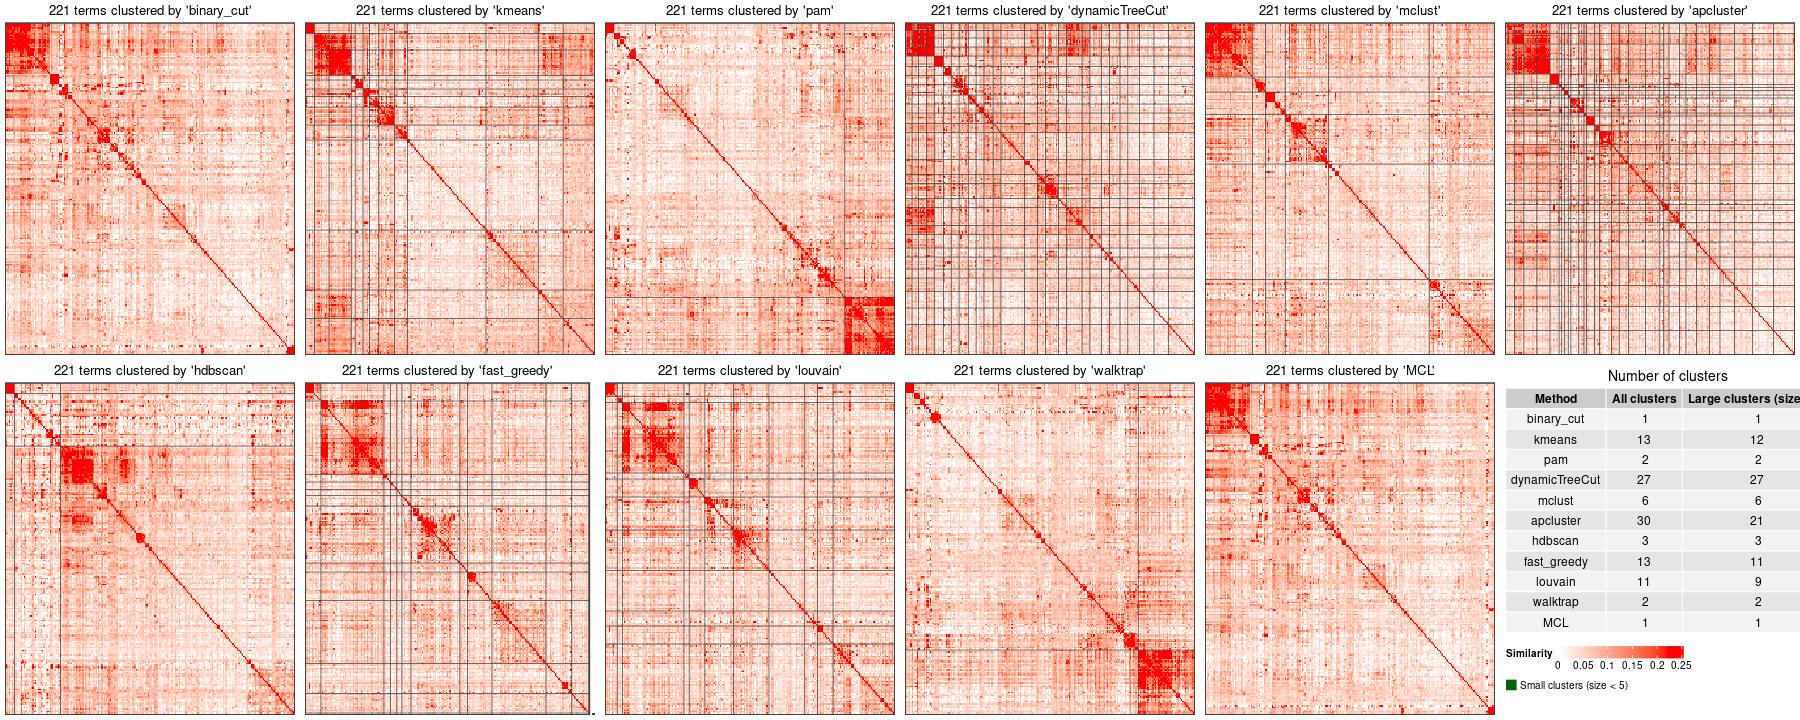 221 terms clustered by 'binary_cut'
221 terms clustered by 'kmeans'
221 terms clustered by 'pam'
221 terms clustered by 'dynamicTreeCut'
221 terms clustered by 'mclust'
221 terms clustered by 'apcluster'
221 terms clustered by 'hdbscan'
221 terms clustered by 'fast_greedy'
221 terms clustered by 'louvain'
221 terms clustered by 'walktrap'
221 terms clustered by 'MCL'
Number of clusters
Method All clusters Large clusters (size
binary_cut 1 1
kmeans 13 12
pam 2 2
dynamicTreeCut 27 27
mclust 6 6
apcluster 30 21
hdbscan 3 3
fast_greedy 13 11
louvain 11 9
walktrap 2 2
MCL 1 1
Similarity
0 0.05 0.1 0.15 0.2 0.25
Small clusters (size < 5)